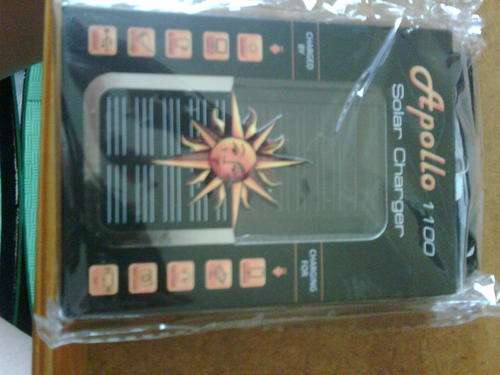 Apollo 1100
Solar Charger
CHARGED
BY
CHARGING
FOR